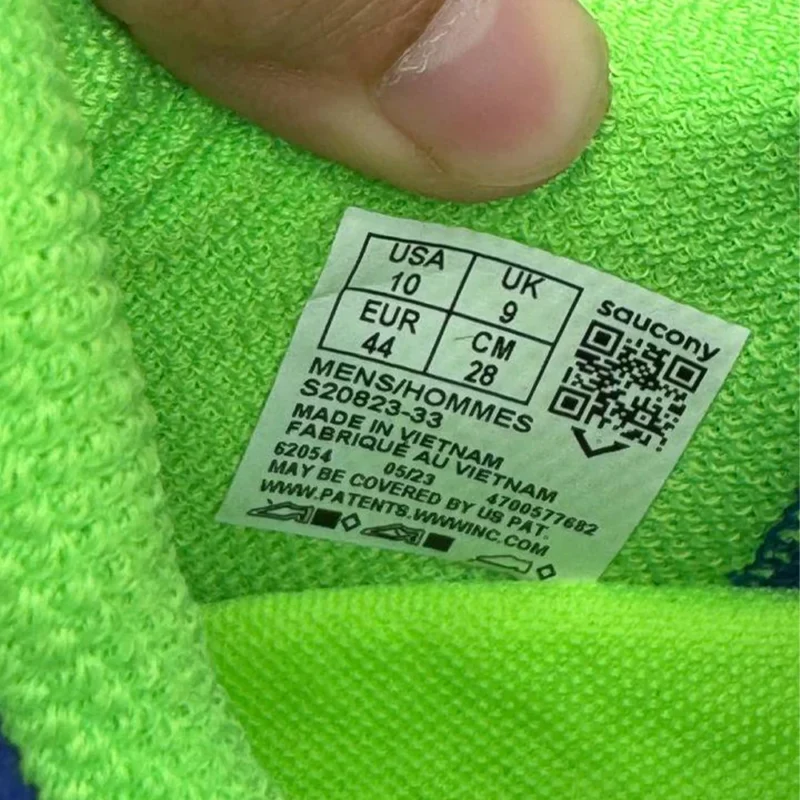 USA
10
UK
9
EUR
44
CM
28
saucony
MENS/HOMMES
S20823-33
MADE IN VIETNAM
FABRIQUÉ AU VIETNAM
62054 05/23 4700577682
MAY BE COVERED BY US PAT.
WWW.PATENTS.WWWINC.COM